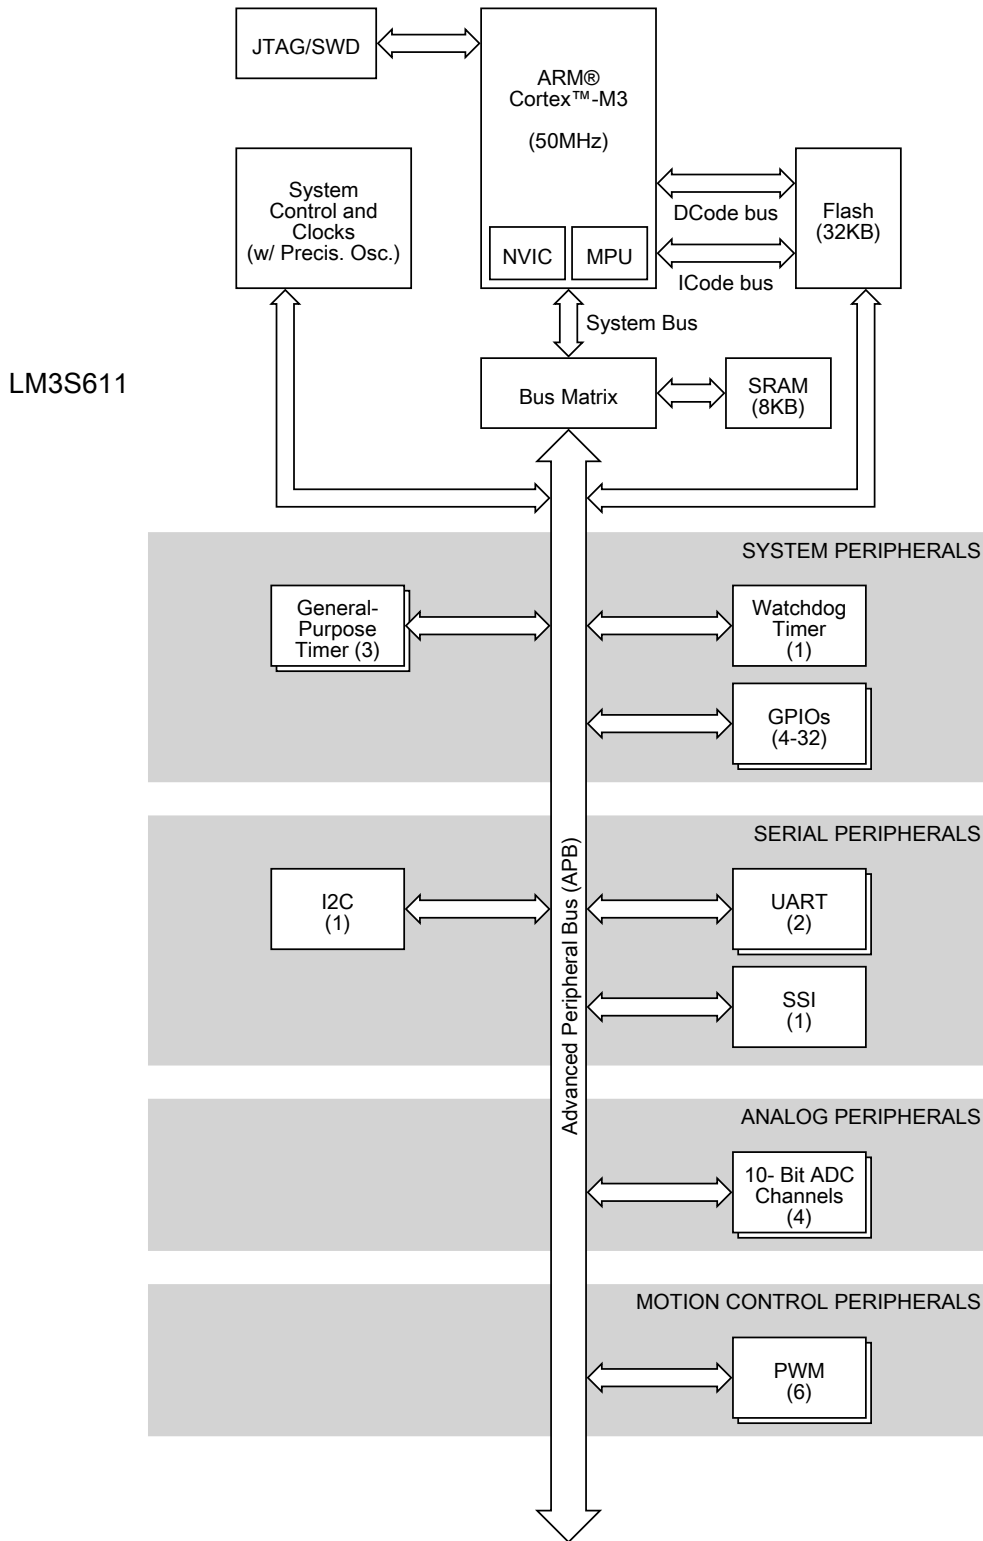 JTAG/SWD
ARM®
Cortex™-M3
(50MHz)
NVIC
MPU
System
Control and
Clocks
(w/ Precis. Osc.)
DCode bus
ICode bus
Flash
(32KB)
System Bus
LM3S611
Bus Matrix
SRAM
(8KB)
SYSTEM PERIPHERALS
General-
Purpose
Timer (3)
Watchdog
Timer
(1)
GPIOs
(4-32)
Advanced Peripheral Bus (APB)
SERIAL PERIPHERALS
I2C
(1)
UART
(2)
SSI
(1)
ANALOG PERIPHERALS
10- Bit ADC
Channels
(4)
MOTION CONTROL PERIPHERALS
PWM
(6)